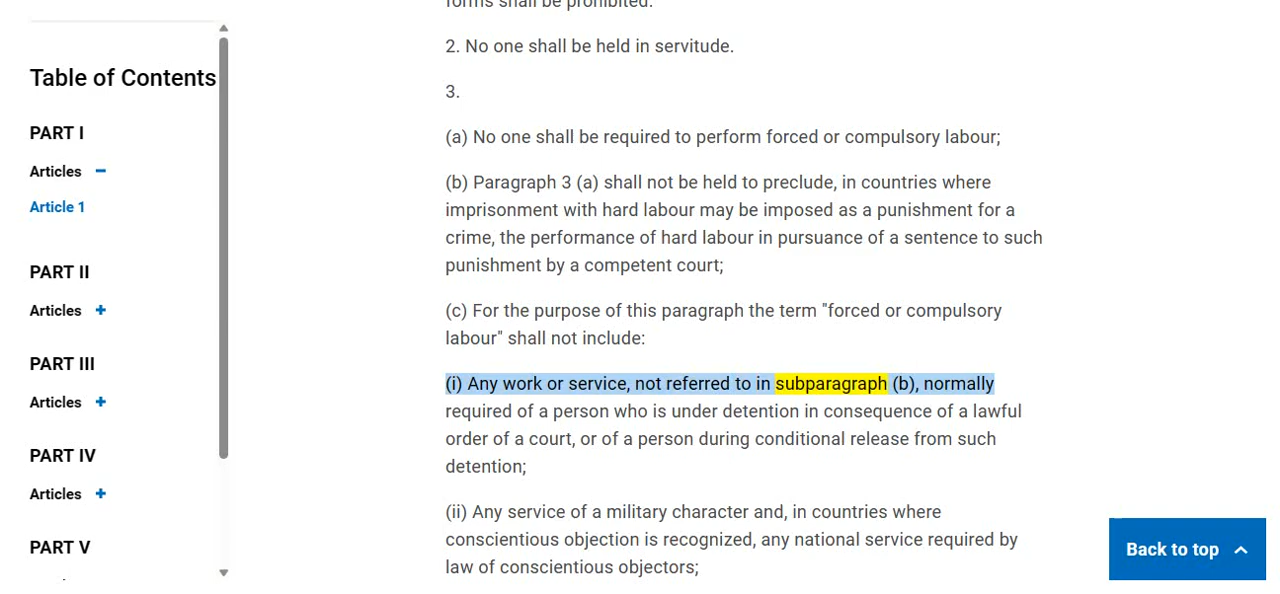 Table of Contents
PART I
Articles
Article 1
PART II
Articles
PART III
Articles
PART IV
Articles
PART V
forms shall be prohibited.
2. No one shall be held in servitude.
3.
(a) No one shall be required to perform forced or compulsory labour;
(b) Paragraph 3 (a) shall not be held to preclude, in countries where
imprisonment with hard labour may be imposed as a punishment for a
crime, the performance of hard labour in pursuance of a sentence to such
punishment by a competent court;
(c) For the purpose of this paragraph the term "forced or compulsory
labour" shall not include:
(i) Any work or service, not referred to in subparagraph (b), normally
required of a person who is under detention in consequence of a lawful
order of a court, or of a person during conditional release from such
detention;
(ii) Any service of a military character and, in countries where
conscientious objection is recognized, any national service required by
law of conscientious objectors;
Back to top